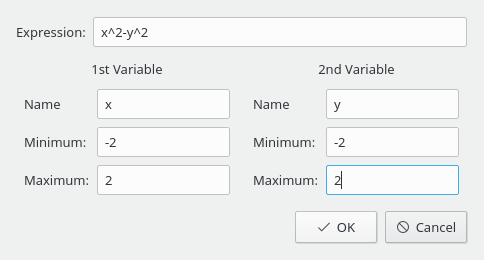 Expression: x^2-y^2
1st Variable 2nd Variable
Name x Name y
Minimum: -2 Minimum: -2
Maximum: 2 Maximum: 2
OK Cancel